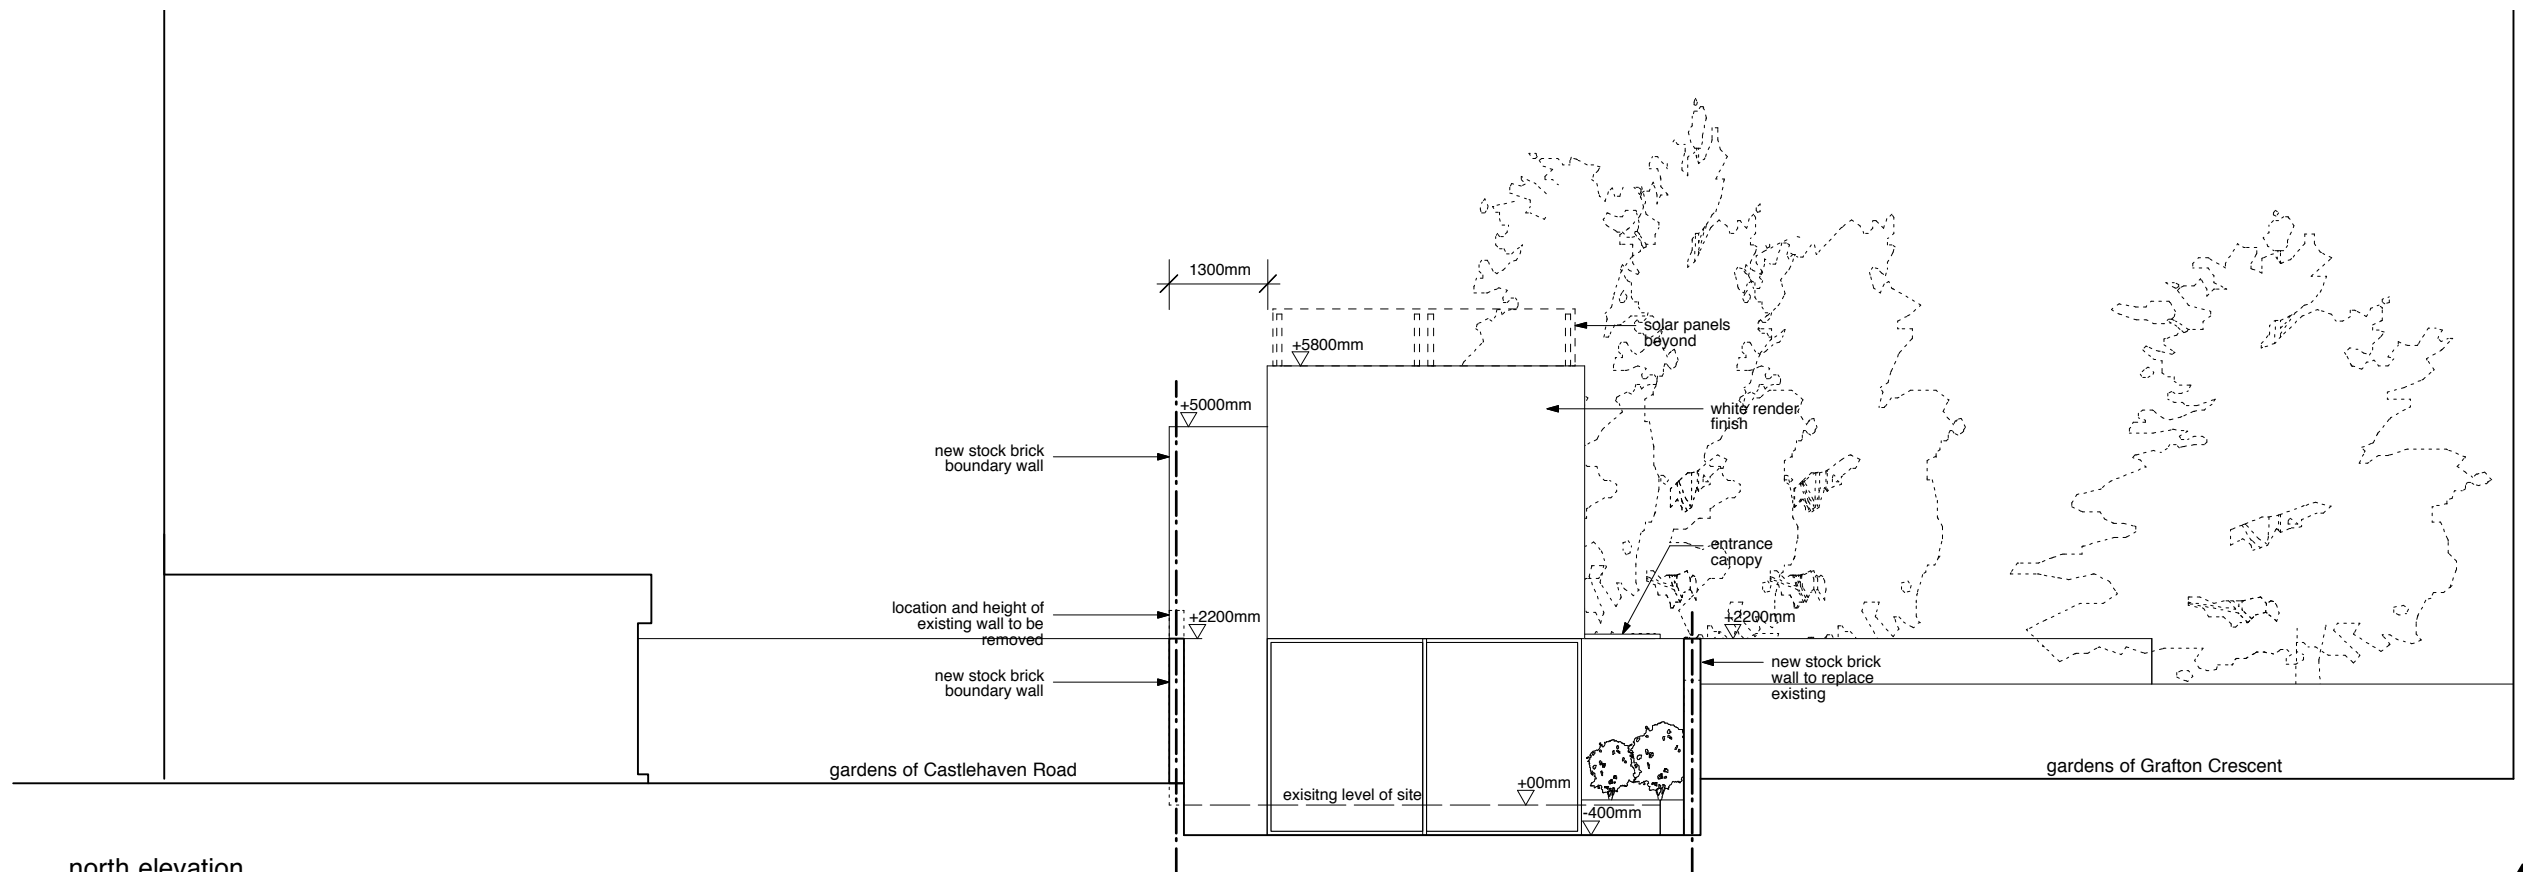 1300mm
solar panels
beyond
+5800mm
+5000mm
white render
finish
new stock brick
boundary wall
entrance
canopy
location and height of
existing wall to be
removed
+2200mm
+2200mm
new stock brick
boundary wall
new stock brick
wall to replace
existing
gardens of Castlehaven Road
gardens of Grafton Crescent
exisitng level of site
+00mm
-400mm
north elevation